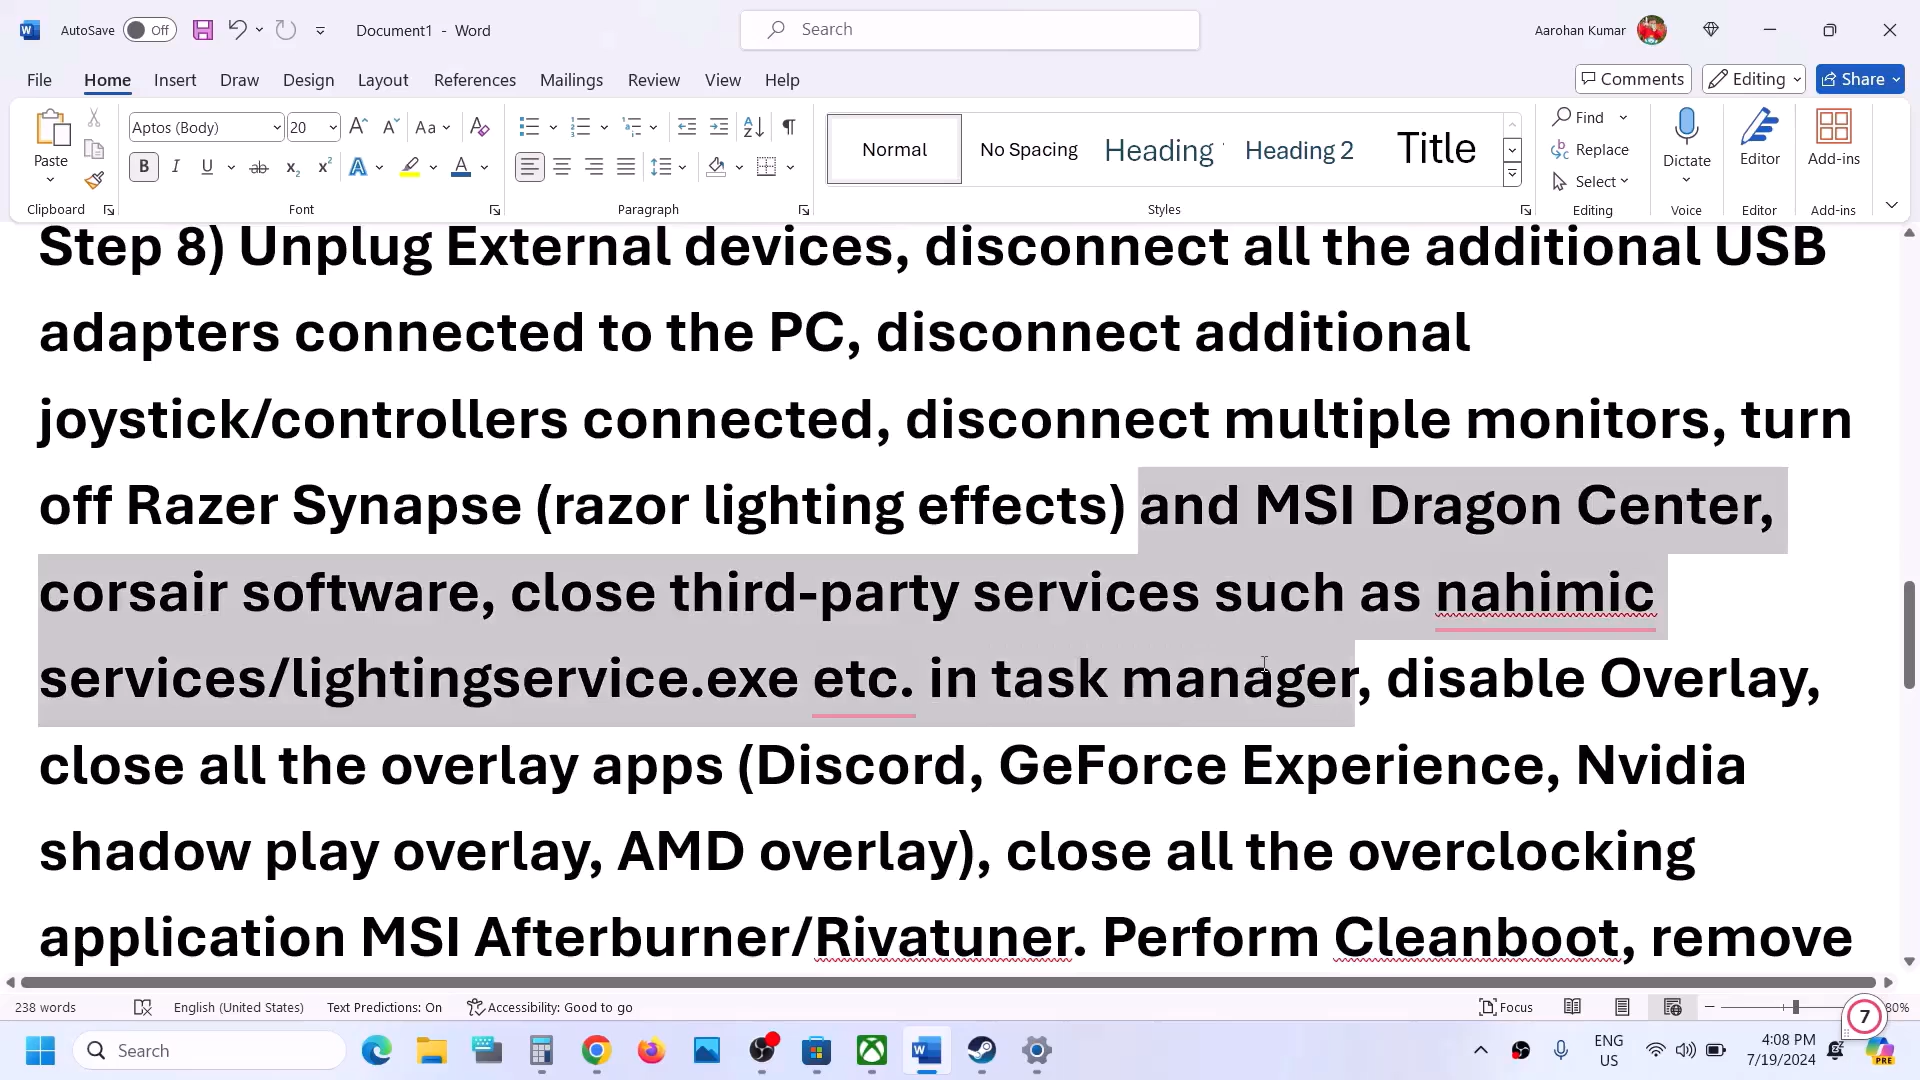 AutoSave
Off
Document1 - Word
Search
Aarohan Kumar
File Home Insert Draw Design Layout References Mailings Review View Help
Comments
Editing
Share
Paste
Aptos (Body)
20
Normal
No Spacing
Heading
Heading 2
Title
Find
Replace
Select
Dictate
Editor
Add-ins
Clipboard
Font
Paragraph
Styles
Editing
Voice
Editor
Add-ins
Step 8) Unplug External devices, disconnect all the additional USB
adapters connected to the PC, disconnect additional
joystick/controllers connected, disconnect multiple monitors, turn
off Razer Synapse (razor lighting effects) and MSI Dragon Center,
corsair software, close third-party services such as nahimic
services/lightingservice.exe etc. in task manager, disable Overlay,
close all the overlay apps (Discord, GeForce Experience, Nvidia
shadow play overlay, AMD overlay), close all the overclocking
application MSI Afterburner/Rivatuner. Perform Cleanboot, remove
238 words
English (United States)
Text Predictions: On
Accessibility: Good to go
Focus
80%
7
Search
ENG
US
4:08 PM
7/19/2024